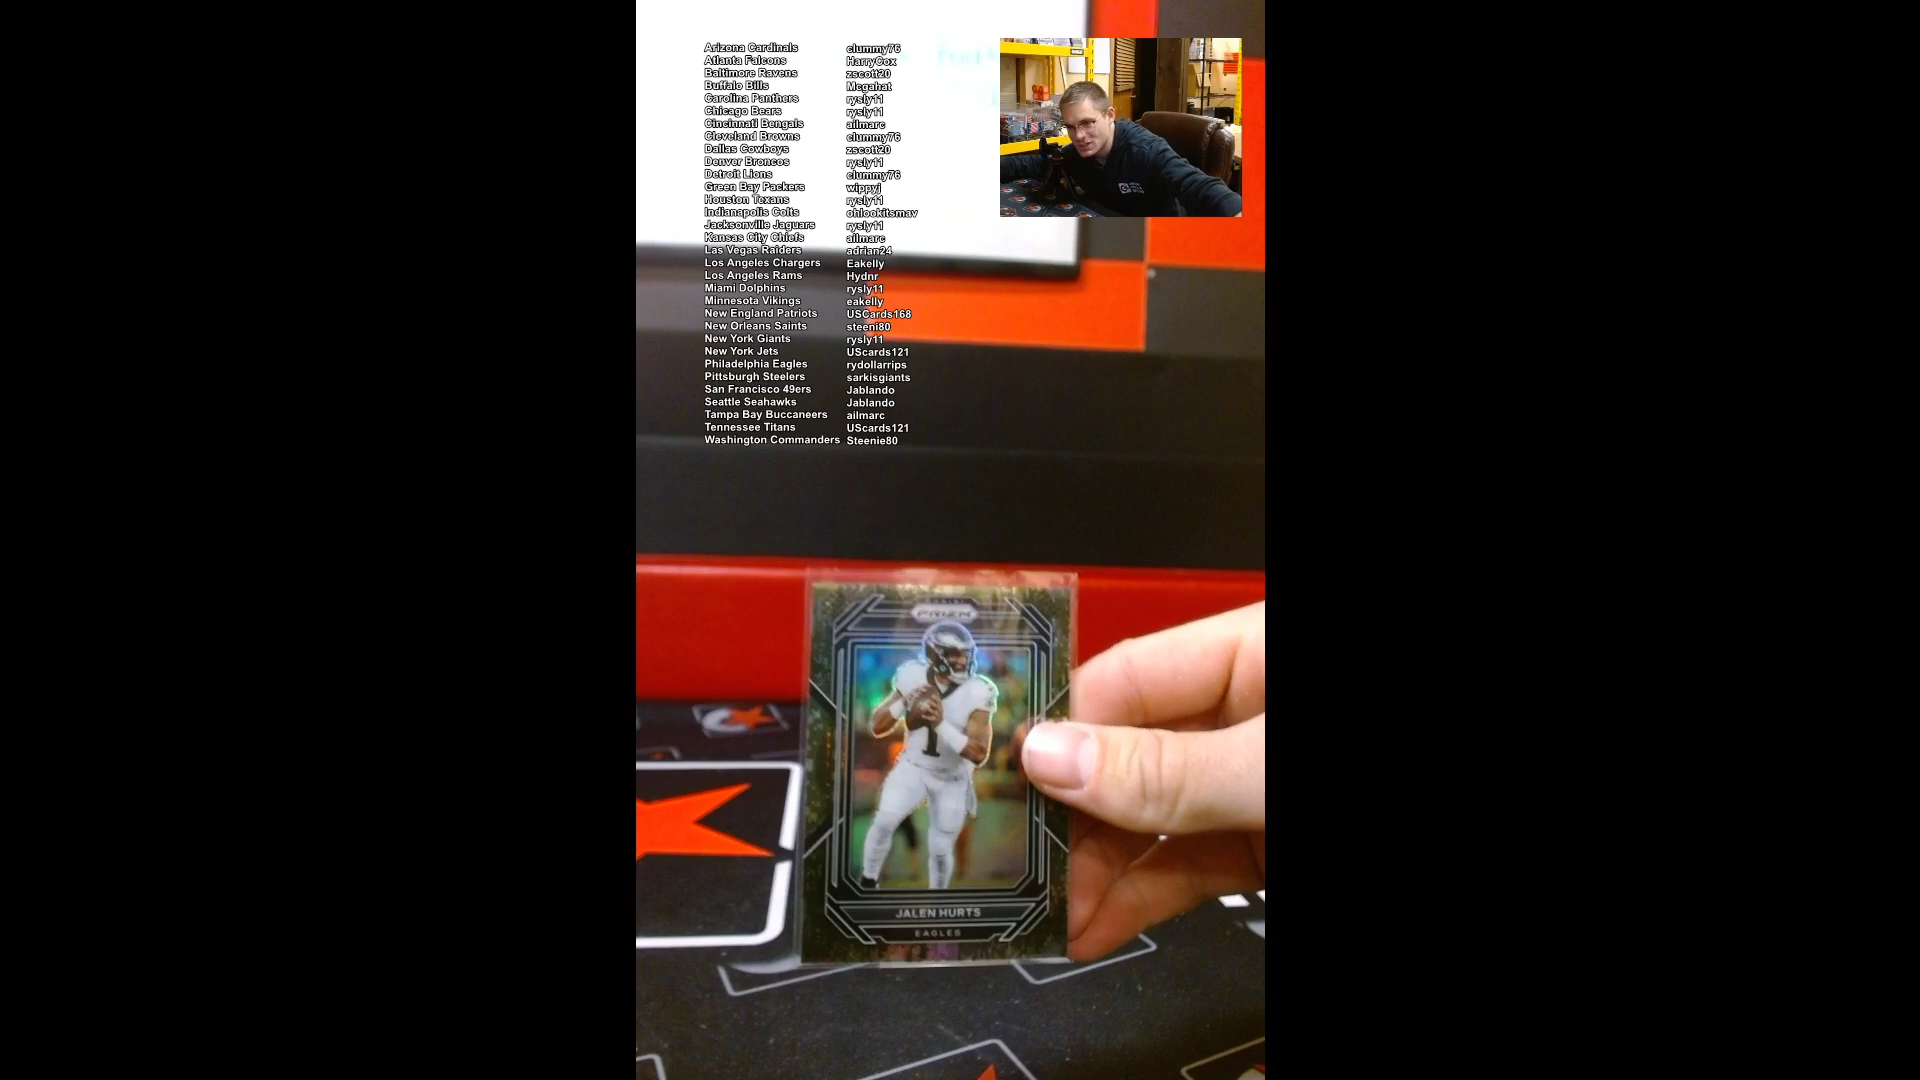 Arizona Cardinals clummy76
Atlanta Falcons HarryCox
Baltimore Ravens zscott20
Buffalo Bills Mcgahat
Carolina Panthers rysly11
Chicago Bears rysly11
Cincinnati Bengals ailmarc
Cleveland Browns clummy76
Dallas Cowboys zscott20
Denver Broncos rysly11
Detroit Lions clummy76
Green Bay Packers wippyj
Houston Texans rysly11
Indianapolis Colts ohlookitsmav
Jacksonville Jaguars rysly11
Kansas City Chiefs ailmarc
Las Vegas Raiders adrian24
Los Angeles Chargers Eakelly
Los Angeles Rams Hydnr
Miami Dolphins rysly11
Minnesota Vikings eakelly
New England Patriots USCards168
New Orleans Saints steeni80
New York Giants rysly11
New York Jets UScards121
Philadelphia Eagles rydollarrips
Pittsburgh Steelers sarkisgiants
San Francisco 49ers Jablando
Seattle Seahawks Jablando
Tampa Bay Buccaneers ailmarc
Tennessee Titans UScards121
Washington Commanders Steenie80
PRIZM
1
JALEN HURTS
EAGLES